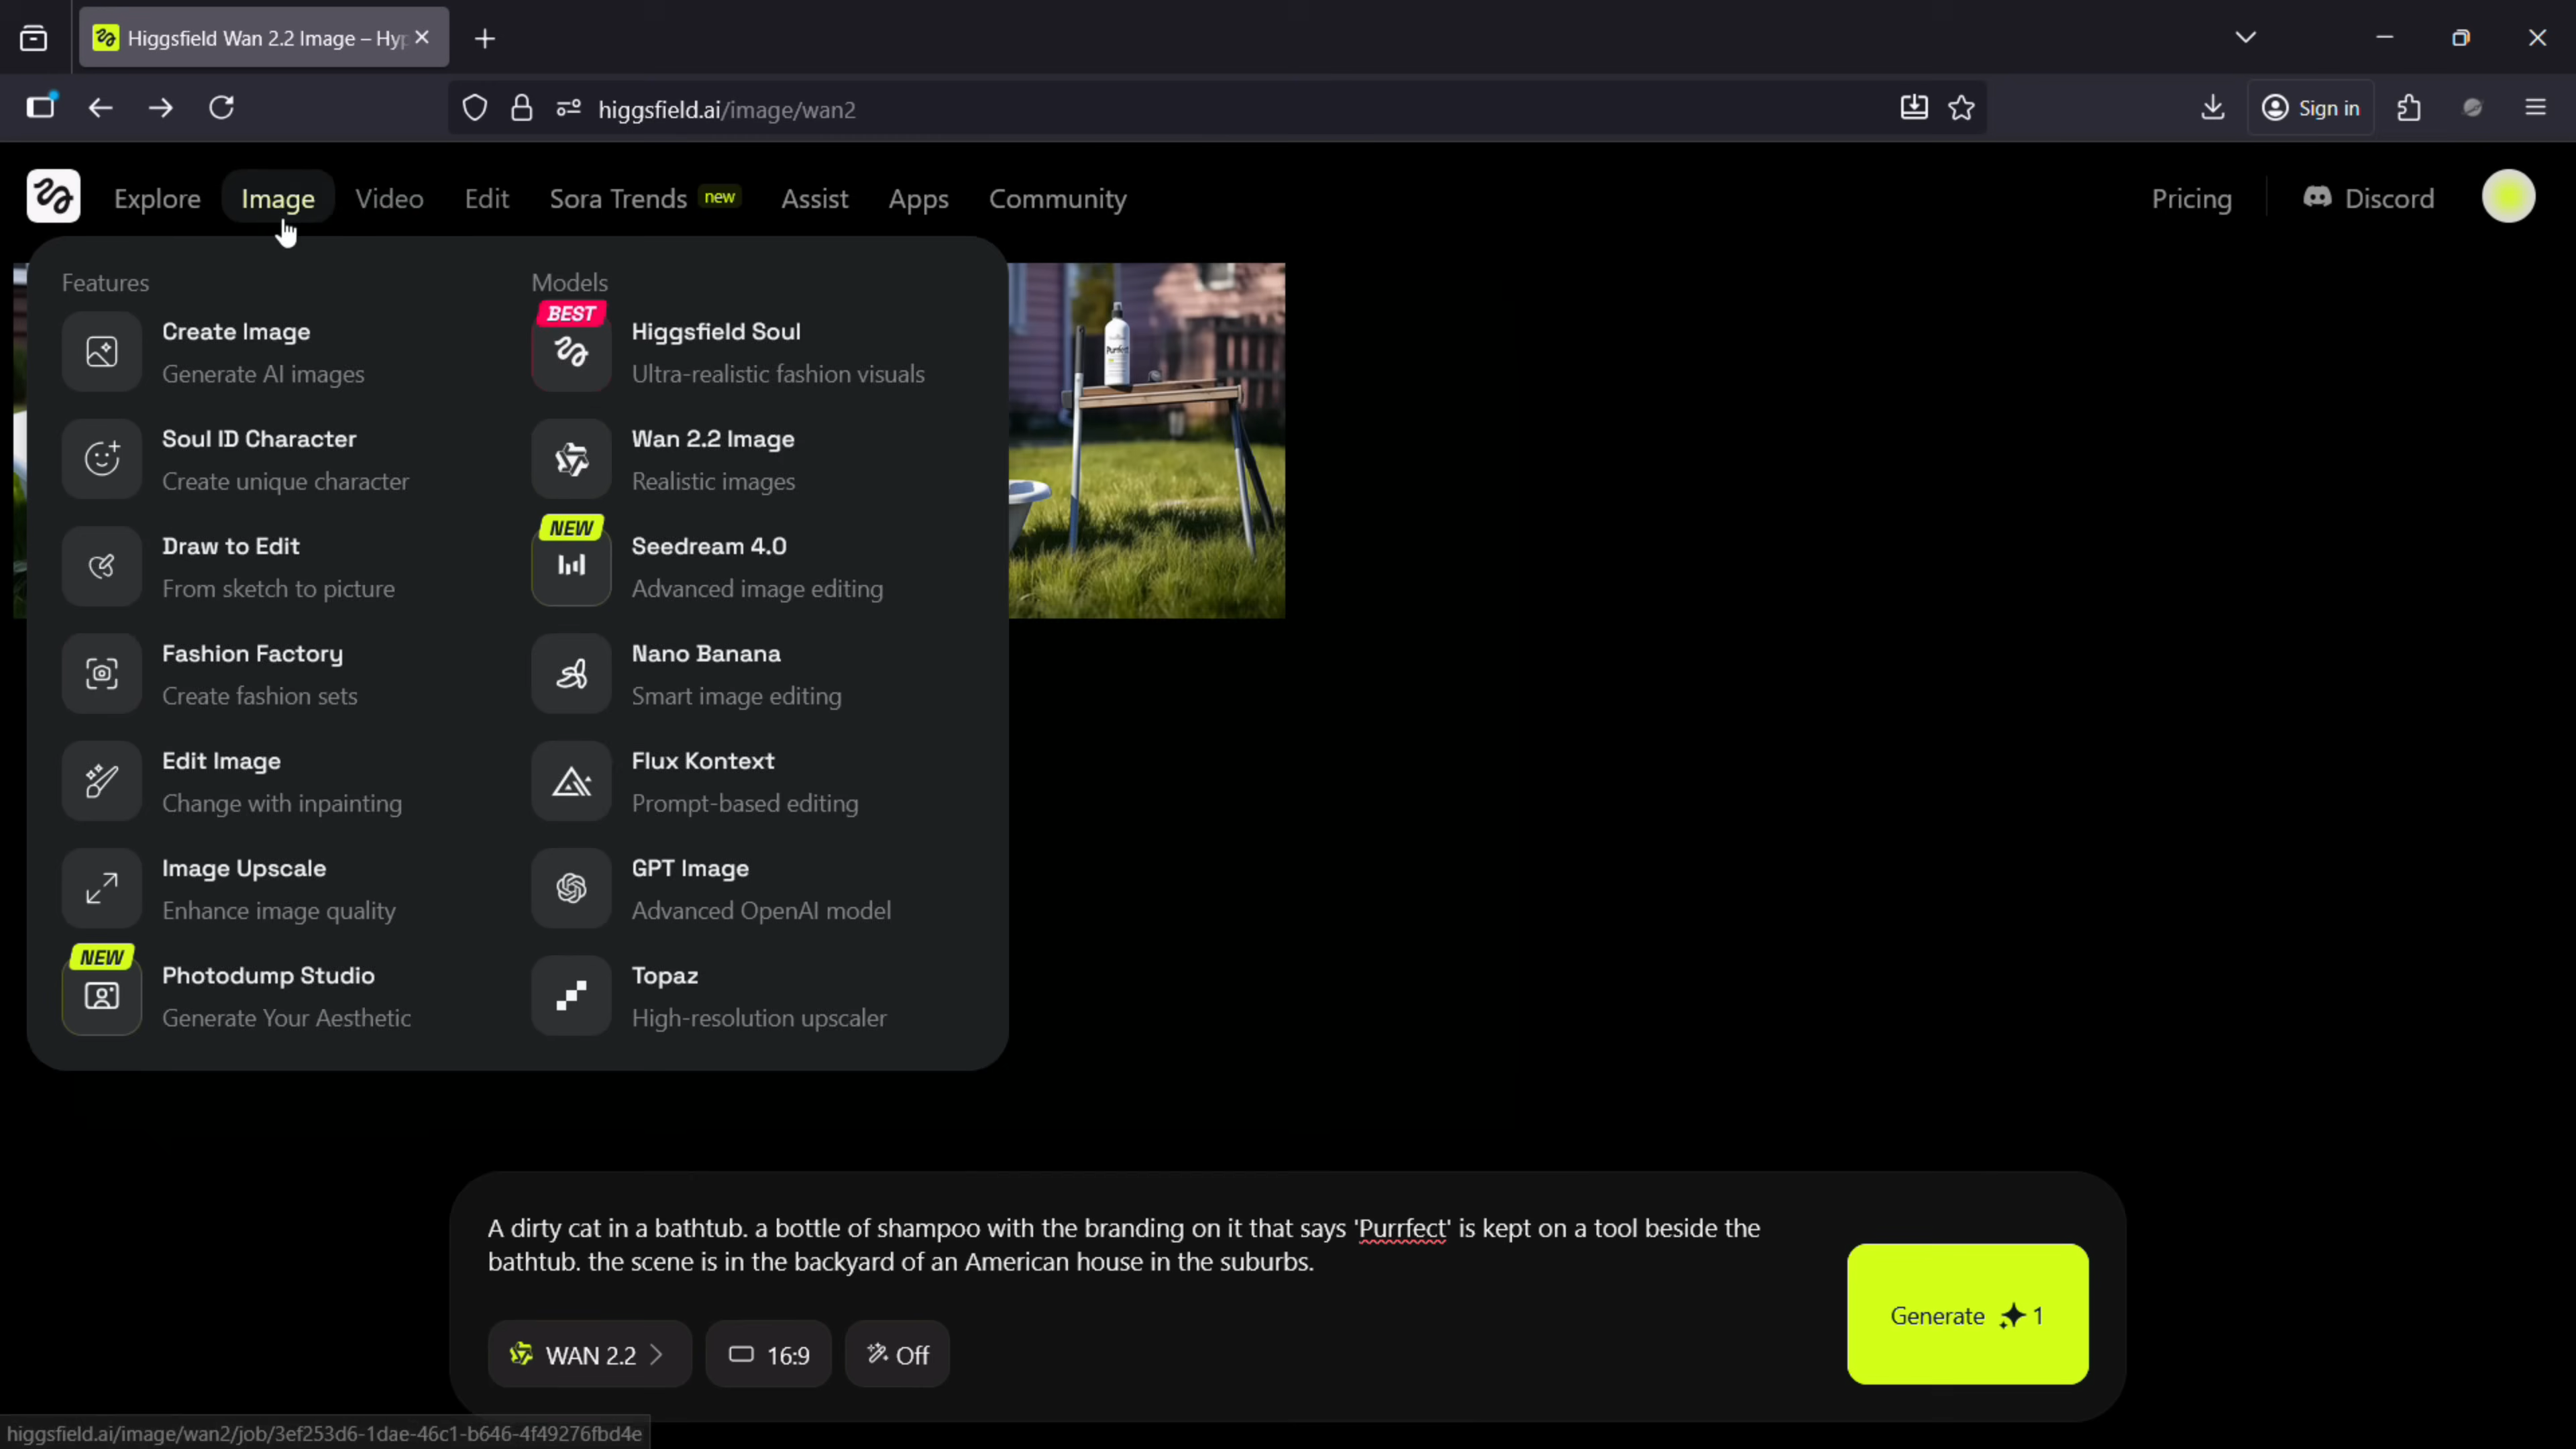 Higgsfield Wan 2.2 Image – Hyp
higgsfield.ai/image/wan2
Sign in
Explore
Image
Video
Edit
Sora Trends new
Assist
Apps
Community
Pricing
Discord
Features
Create Image
Generate AI images
Soul ID Character
Create unique character
Draw to Edit
From sketch to picture
Fashion Factory
Create fashion sets
Edit Image
Change with inpainting
Image Upscale
Enhance image quality
NEW
Photodump Studio
Generate Your Aesthetic
Models
BEST
Higgsfield Soul
Ultra-realistic fashion visuals
Wan 2.2 Image
Realistic images
NEW
Seedream 4.0
Advanced image editing
Nano Banana
Smart image editing
Flux Kontext
Prompt-based editing
GPT Image
Advanced OpenAI model
Topaz
High-resolution upscaler
Purrfect
A dirty cat in a bathtub. a bottle of shampoo with the branding on it that says 'Purrfect' is kept on a tool beside the
bathtub. the scene is in the backyard of an American house in the suburbs.
WAN 2.2
16:9
Off
Generate 1
higgsfield.ai/image/wan2/job/3ef253d6-1dae-46c1-b646-4f49276fbd4e